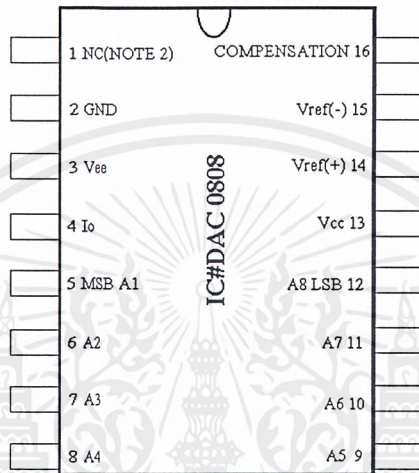 1 NC(NOTE 2) COMPENSATION 16
2 GND Vref(-) 15
3 Vee Vref(+) 14
4 Io Vcc 13
5 MSB A1 A8 LSB 12
6 A2 A7 11
7 A3 A6 10
8 A4 A5 9
IC#DAC 0808